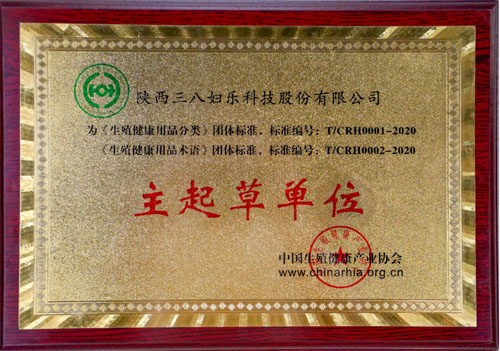 陕西三八妇乐科技股份有限公司
为《生殖健康用品分类》团体标准，标准编号：T/CRH0001-2020
《生殖健康用品术语》团体标准，标准编号：T/CRH0002-2020
主起草单位
中国生殖健康产业协会
www.chinarhia.org.cn